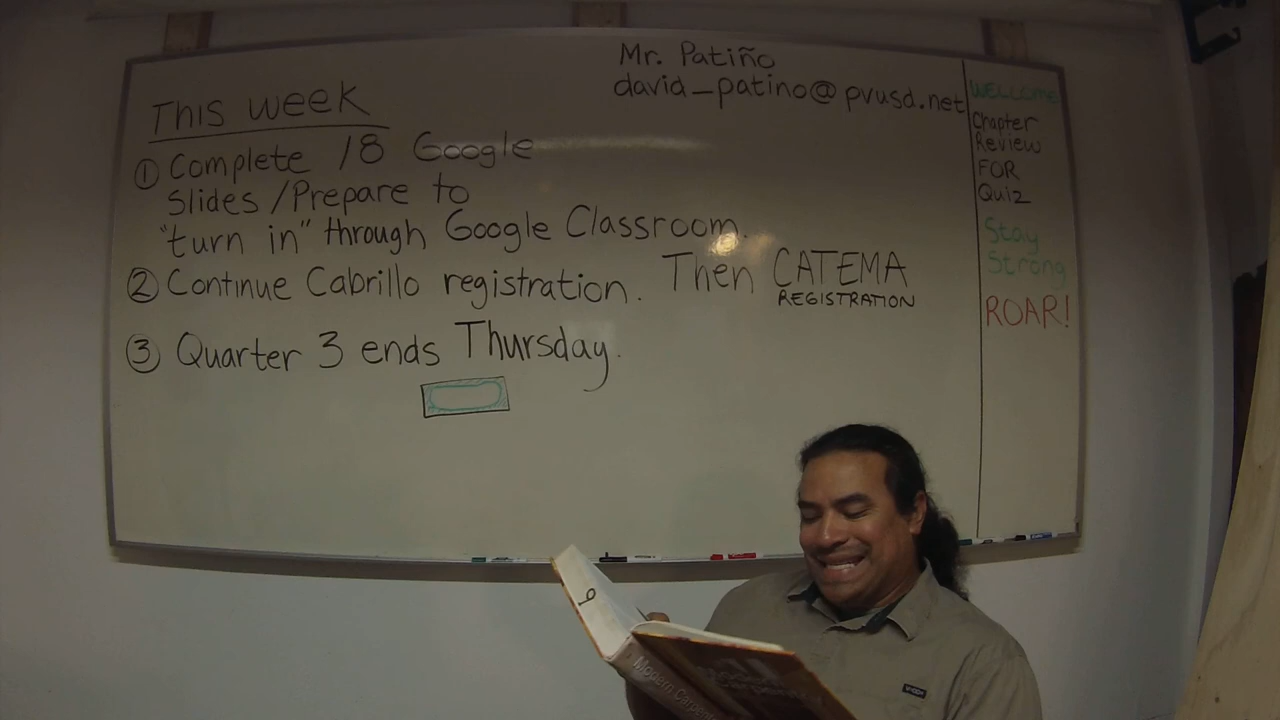 Mr. Patiño
david_patino@pvusd.net
This week
① Complete 18 Google
Slides/Prepare to
"turn in" through Google Classroom.
② Continue Cabrillo registration. Then CATEMA
REGISTRATION
③ Quarter 3 ends Thursday.
WELCOME
Chapter
Review
FOR
Quiz
Stay
Strong
ROAR!
9
Modern